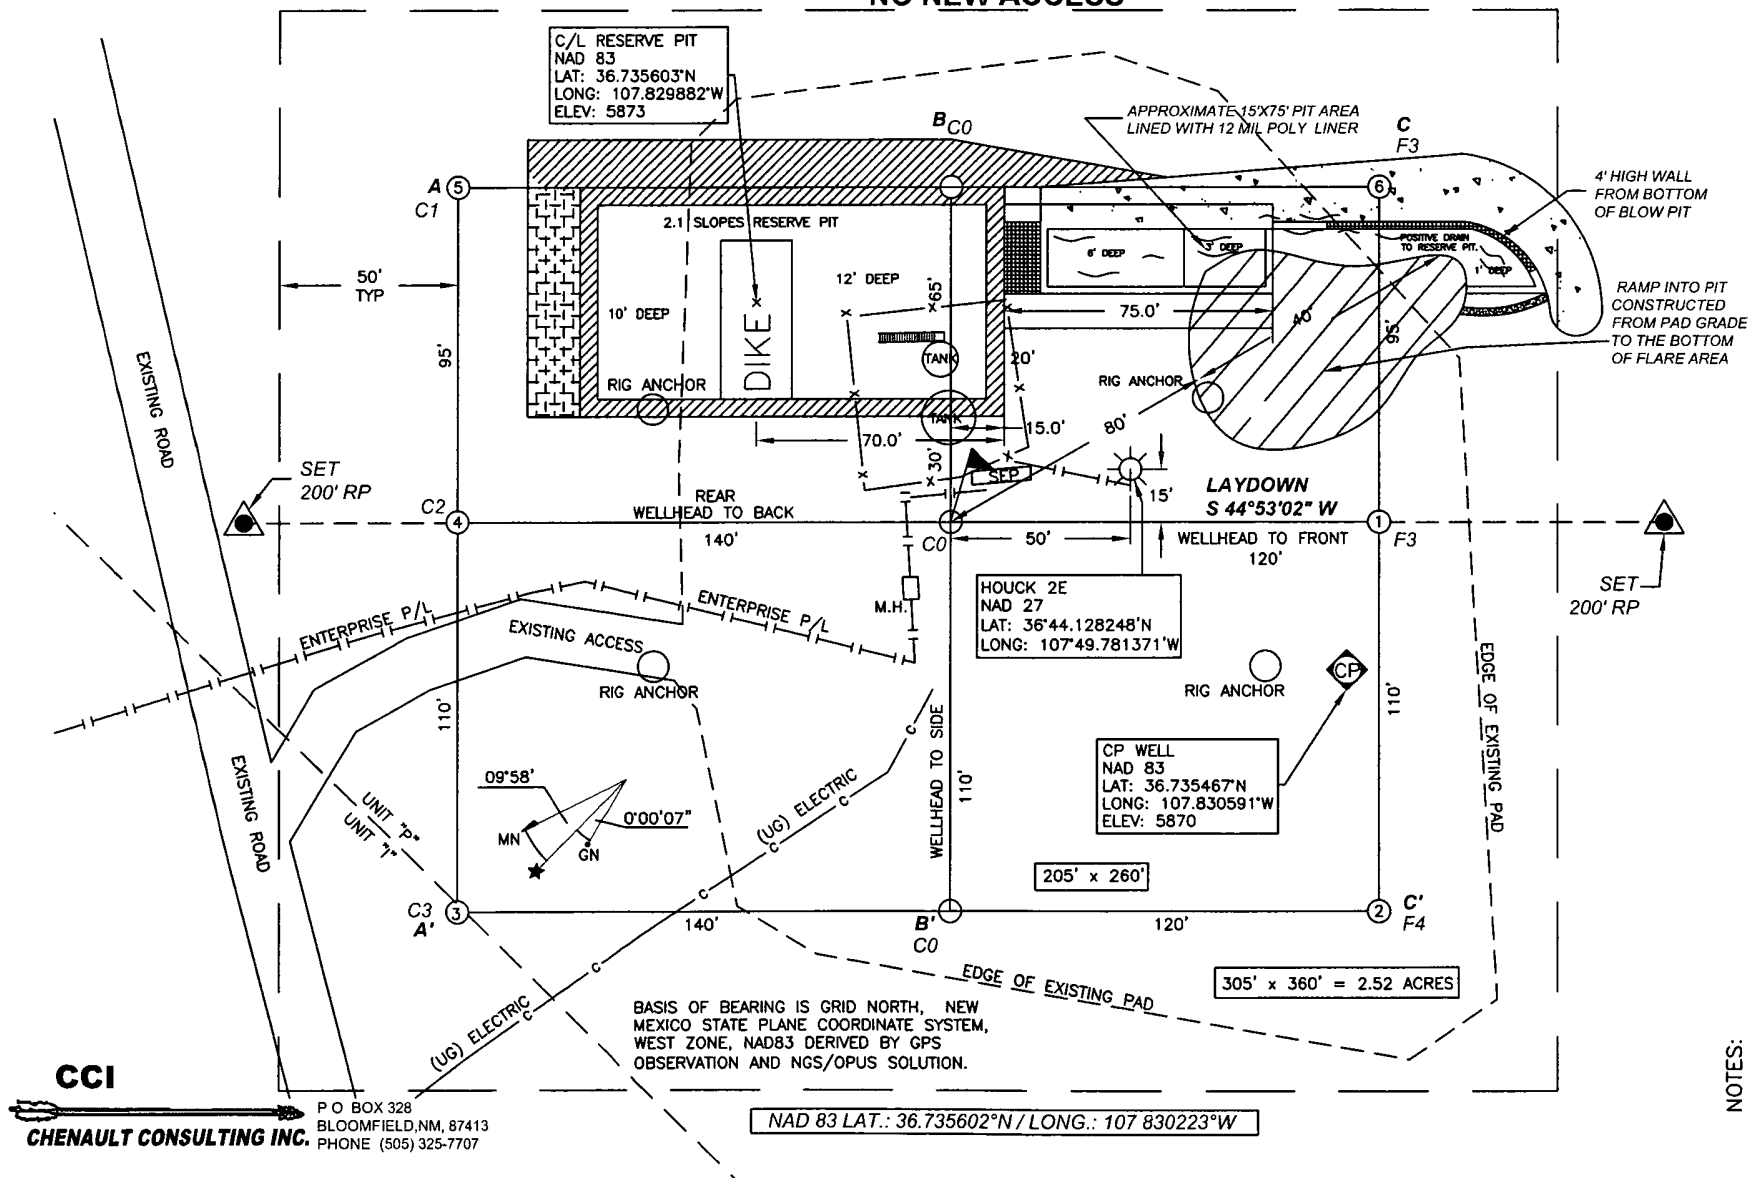 NO NEW ACCESS
C/L RESERVE PIT
NAD 83
LAT: 36.735603°N
LONG: 107.829882°W
ELEV: 5873
APPROXIMATE 15'X75' PIT AREA
LINED WITH 12 MIL POLY LINER
B C0
C
F3
A 5
C1
6
4' HIGH WALL
FROM BOTTOM
OF BLOW PIT
2.1 SLOPES RESERVE PIT
POSITIVE DRAIN
TO RESERVE PIT.
6' DEEP
3' DEEP
1' DEEP
50'
TYP
12' DEEP
65'
10' DEEP
75.0'
40'
95'
RAMP INTO PIT
CONSTRUCTED
FROM PAD GRADE
TO THE BOTTOM
OF FLARE AREA
DIKE
95'
TANK
20'
RIG ANCHOR
RIG ANCHOR
TANK
15.0'
80'
70.0'
30'
EXISTING ROAD
SET
200' RP
SEP
15'
LAYDOWN
S 44°53'02" W
C2
4
REAR
WELLHEAD TO BACK
140'
C0
50'
WELLHEAD TO FRONT
120'
1
F3
SET
200' RP
HOUCK 2E
NAD 27
LAT: 36°44.128248'N
LONG: 107°49.781371'W
M.H.
ENTERPRISE P/L
ENTERPRISE P/L
EXISTING ACCESS
RIG ANCHOR
RIG ANCHOR
CP
110'
110'
EDGE OF EXISTING PAD
WELLHEAD TO SIDE
110'
CP WELL
NAD 83
LAT: 36.735467°N
LONG: 107.830591°W
ELEV: 5870
EXISTING ROAD
09°58'
0°00'07"
MN
GN
UNIT "P"
UNIT "I"
(UG) ELECTRIC
C
C
C
C
C
C
205' x 260'
C3
3
A'
140'
B'
C0
120'
2
C'
F4
EDGE OF EXISTING PAD
305' x 360' = 2.52 ACRES
(UG) ELECTRIC
BASIS OF BEARING IS GRID NORTH, NEW
MEXICO STATE PLANE COORDINATE SYSTEM,
WEST ZONE, NAD83 DERIVED BY GPS
OBSERVATION AND NGS/OPUS SOLUTION.
NOTES:
CCI
CHENAULT CONSULTING INC.
P O BOX 328
BLOOMFIELD,NM, 87413
PHONE (505) 325-7707
NAD 83 LAT.: 36.735602°N / LONG.: 107 830223°W